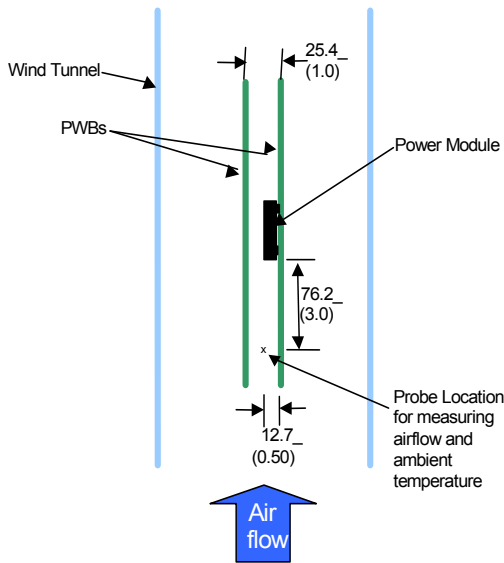 25.4_
(1.0)
Wind Tunnel
PWBs
Power Module
76.2_
(3.0)
x
Probe Location
for measuring
airflow and
ambient
temperature
12.7_
(0.50)
Air
flow